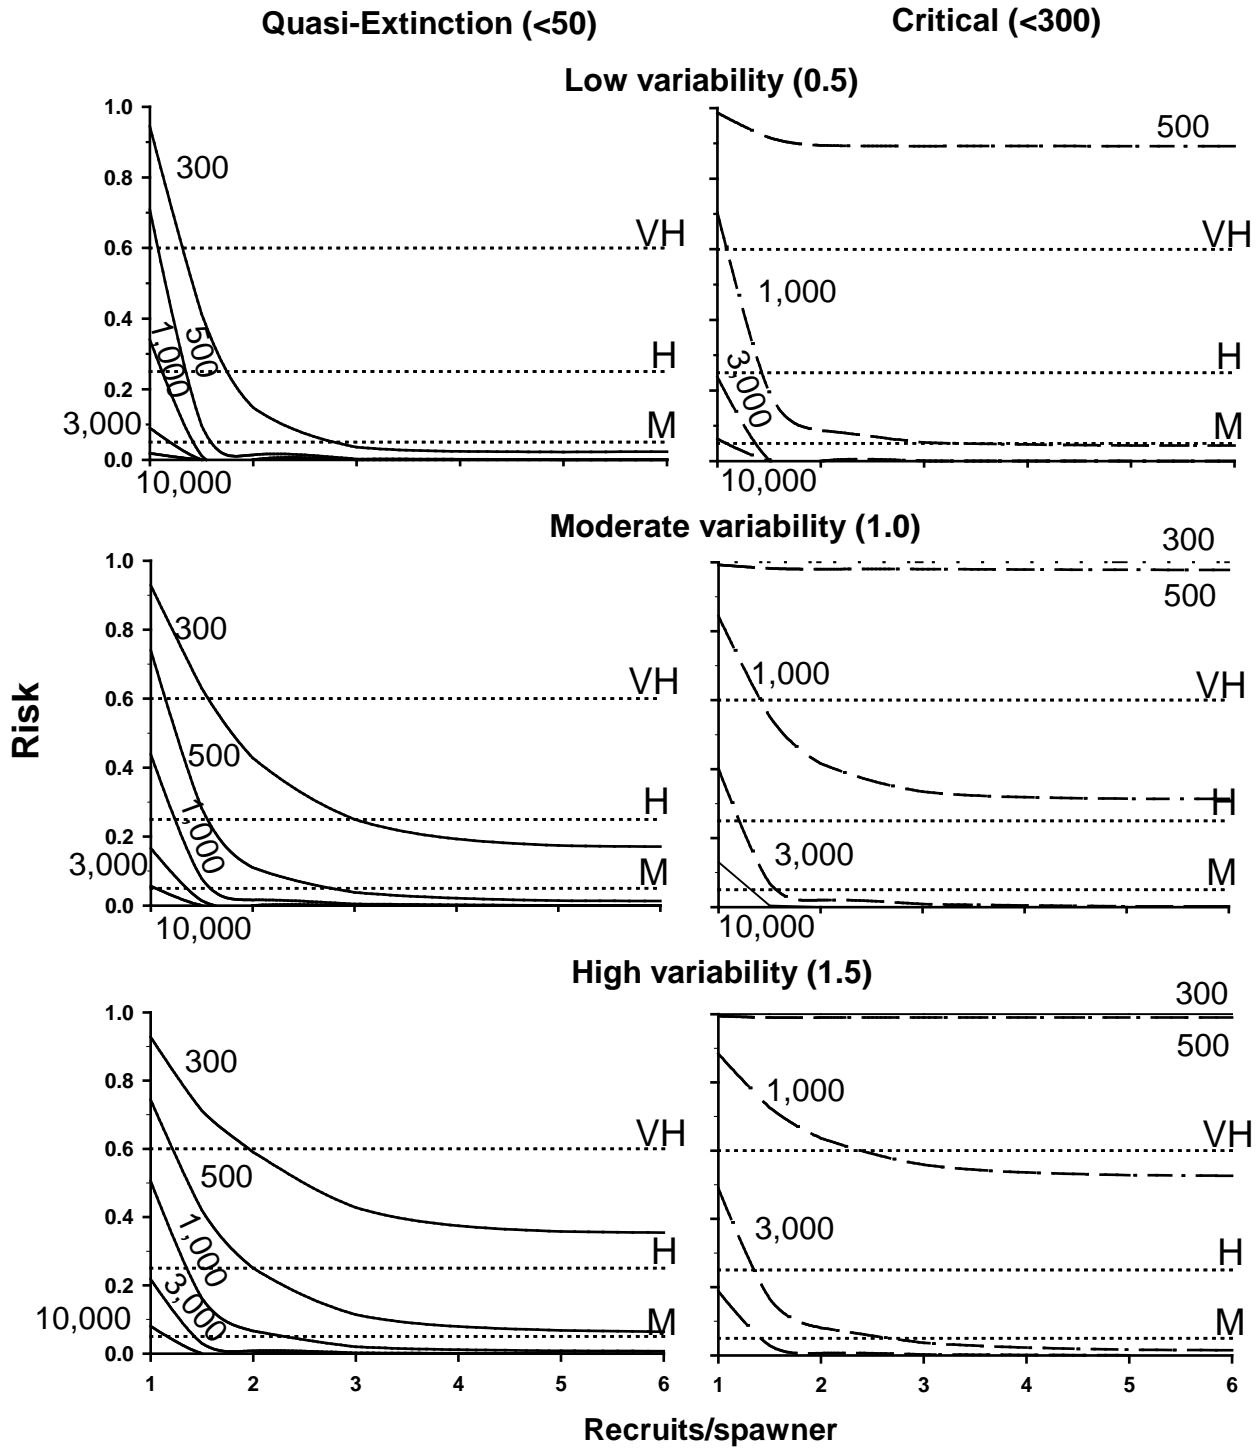 Quasi-Extinction (<50)
Critical (<300)
Low variability (0.5)
1.0
0.8
0.6
0.4
0.2
0.0
300
500
1,000
3,000
10,000
VH
H
M
500
1,000
3,000
10,000
VH
H
M
Moderate variability (1.0)
Risk
1.0
0.8
0.6
0.4
0.2
0.0
300
500
1,000
3,000
10,000
VH
H
M
300
500
1,000
3,000
10,000
VH
H
M
High variability (1.5)
1.0
0.8
0.6
0.4
0.2
0.0
300
500
1,000
3,000
10,000
VH
H
M
1 2 3 4 5 6
300
500
1,000
3,000
VH
H
M
1 2 3 4 5 6
Recruits/spawner